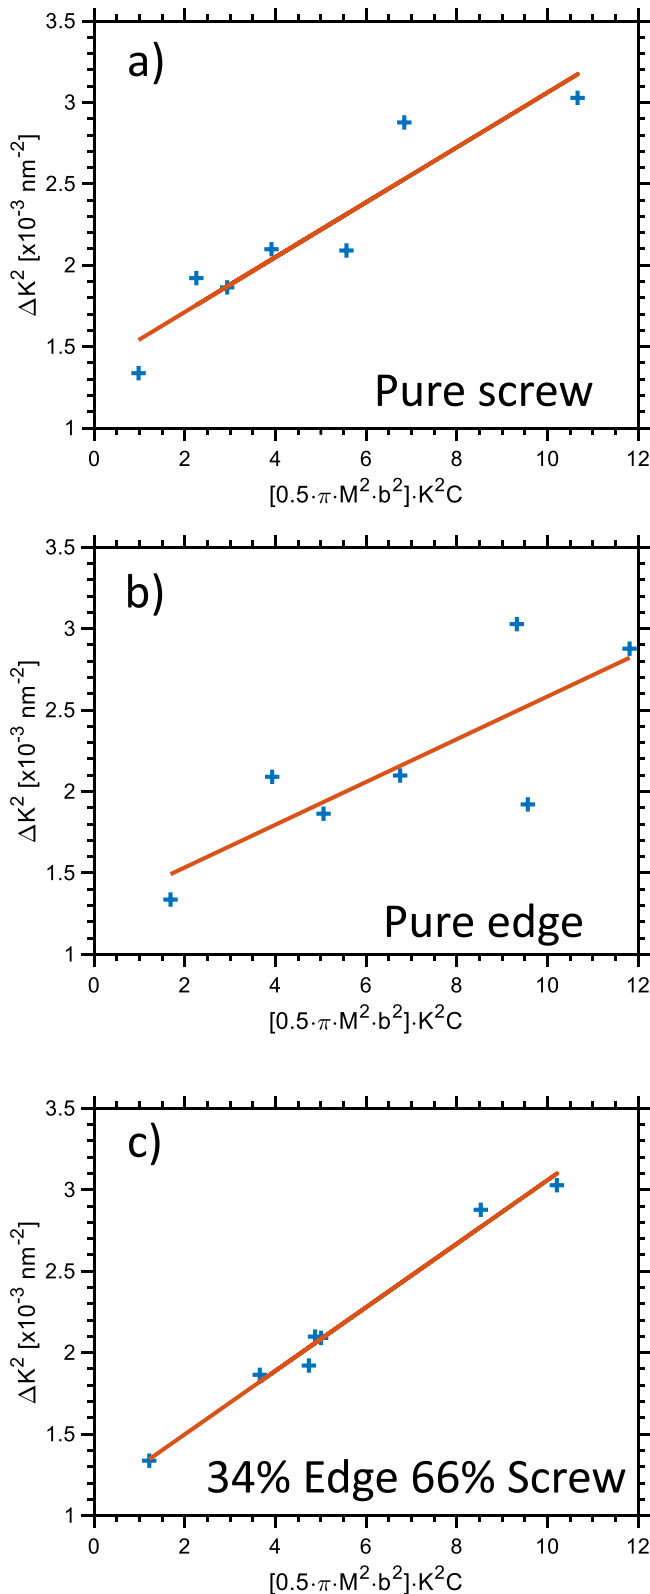 a)
3.5
3
2.5
2
1.5
1
ΔK² [x10⁻³ nm⁻²]
Pure screw
0 2 4 6 8 10 12
[0.5·π·M²·b²]·K²C
b)
3.5
3
2.5
2
1.5
1
ΔK² [x10⁻³ nm⁻²]
Pure edge
0 2 4 6 8 10 12
[0.5·π·M²·b²]·K²C
c)
3.5
3
2.5
2
1.5
1
ΔK² [x10⁻³ nm⁻²]
34% Edge 66% Screw
0 2 4 6 8 10 12
[0.5·π·M²·b²]·K²C